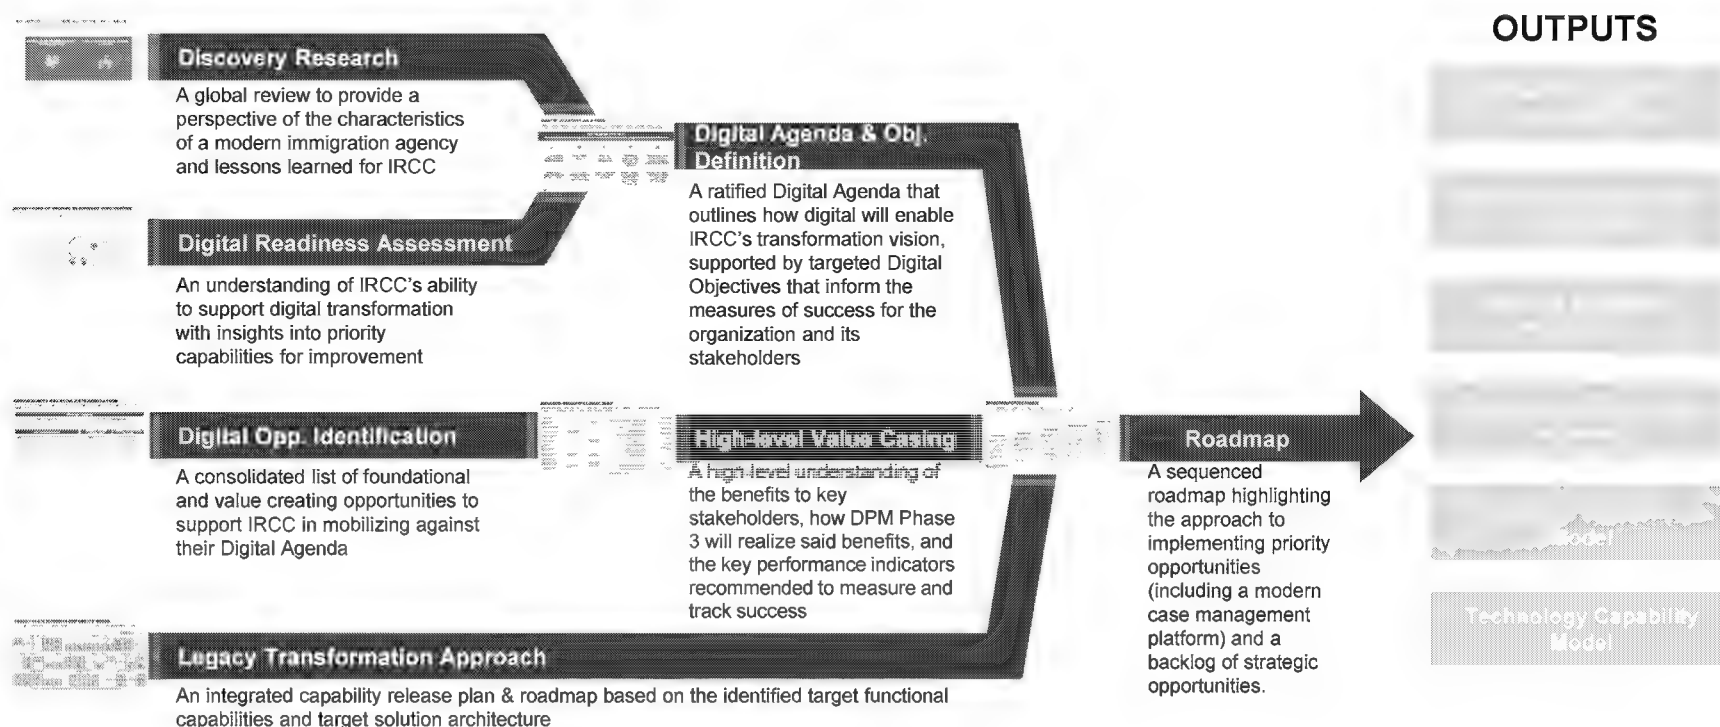 OUTPUTS
Discovery Research
A global review to provide a
perspective of the characteristics
of a modern immigration agency
and lessons learned for IRCC
Digital Readiness Assessment
An understanding of IRCC's ability
to support digital transformation
with insights into priority
capabilities for improvement
Digital Agenda & Obj.
Definition
A ratified Digital Agenda that
outlines how digital will enable
IRCC's transformation vision,
supported by targeted Digital
Objectives that inform the
measures of success for the
organization and its
stakeholders
Digital Opp. Identification
A consolidated list of foundational
and value creating opportunities to
support IRCC in mobilizing against
their Digital Agenda
High-level Value Casing
A high-level understanding of
the benefits to key
stakeholders, how DPM Phase
3 will realize said benefits, and
the key performance indicators
recommended to measure and
track success
Roadmap
A sequenced
roadmap highlighting
the approach to
implementing priority
opportunities
(including a modern
case management
platform) and a
backlog of strategic
opportunities.
Legacy Transformation Approach
An integrated capability release plan & roadmap based on the identified target functional
capabilities and target solution architecture
Technology Capability
Model